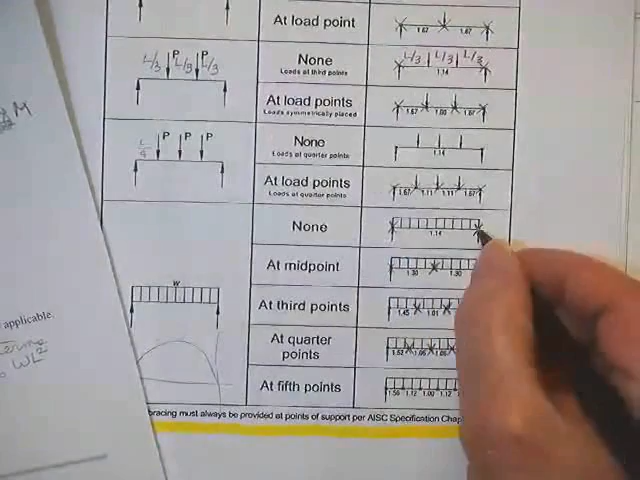 At load point
1.67 1.67
L/3 P L/3 P L/3
None
Loads at third points
L/3 L/3 L/3
1.14
M
At load points
Loads symmetrically placed
1.67 1.00 1.67
L/4 P P P
None
Loads at quarter points
1.14
At load points
Loads at quarter points
1.67 1.11 1.11 1.67
None
1.14
At midpoint
1.30 1.30
w
At third points
1.45 1.01
applicable.
WL²
At quarter
points
1.52 1.06 1.06
At fifth points
1.56 1.12 1.00 1.12
bracing must always be provided at points of support per AISC Specification